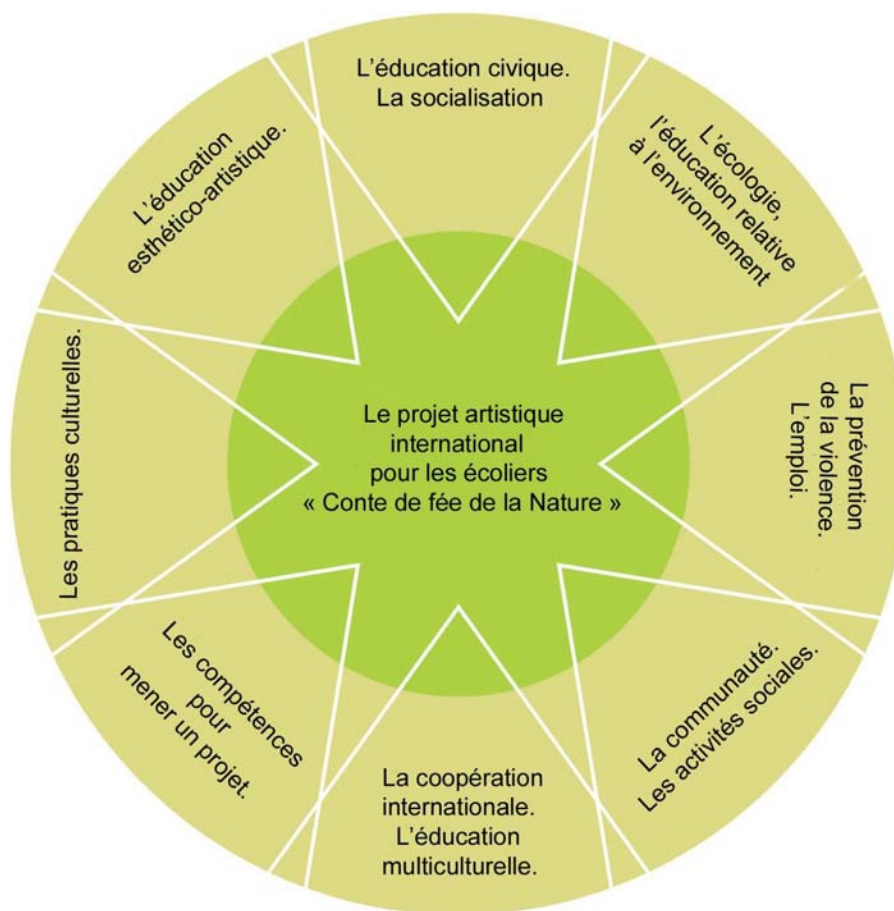 L'éducation civique.
La socialisation
L'écologie,
l'éducation relative
à l'environnement
La prévention
de la violence.
L'emploi.
La communauté.
Les activités sociales.
La coopération
internationale.
L'éducation
multiculturelle.
Les compétences
pour
mener un projet.
Les pratiques culturelles.
L'éducation
esthético-artistique.
Le projet artistique
international
pour les écoliers
« Conte de fée de la Nature »